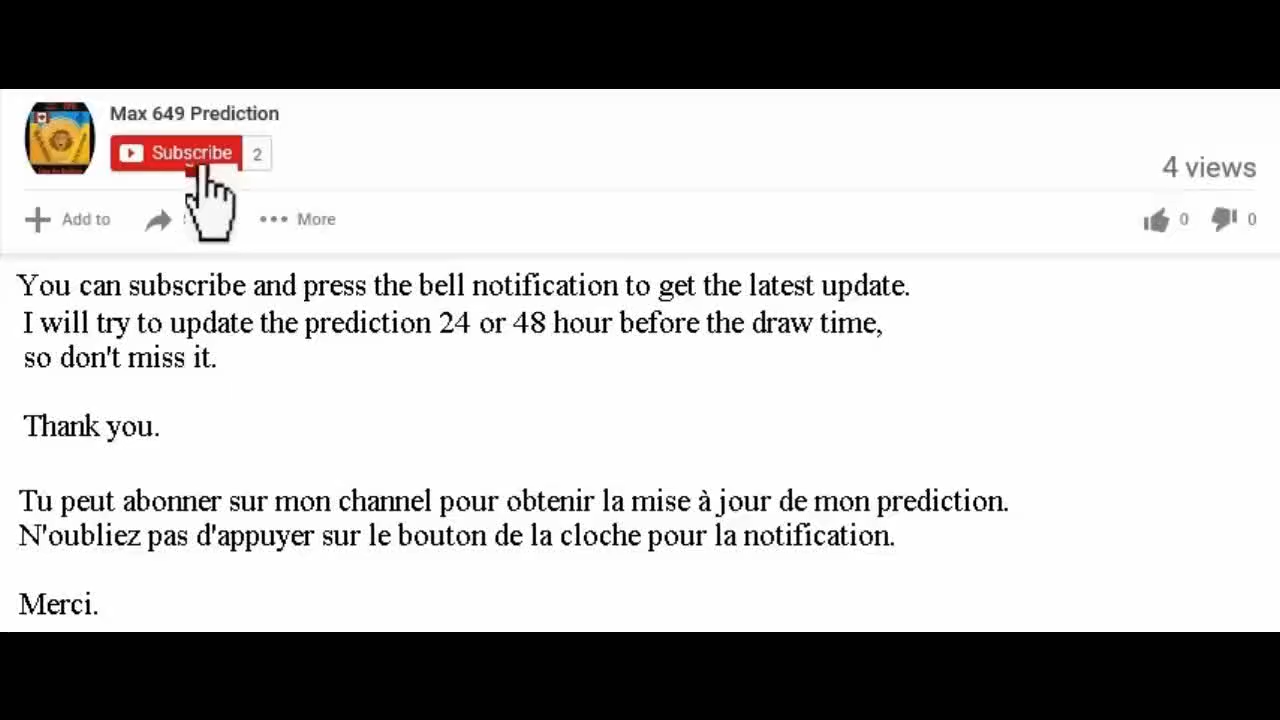 Max 649 Prediction
Subscribe 2
4 views
Add to
More
0 0
You can subscribe and press the bell notification to get the latest update.
I will try to update the prediction 24 or 48 hour before the draw time,
so don't miss it.
Thank you.
Tu peut abonner sur mon channel pour obtenir la mise à jour de mon prediction.
N'oubliez pas d'appuyer sur le bouton de la cloche pour la notification.
Merci.